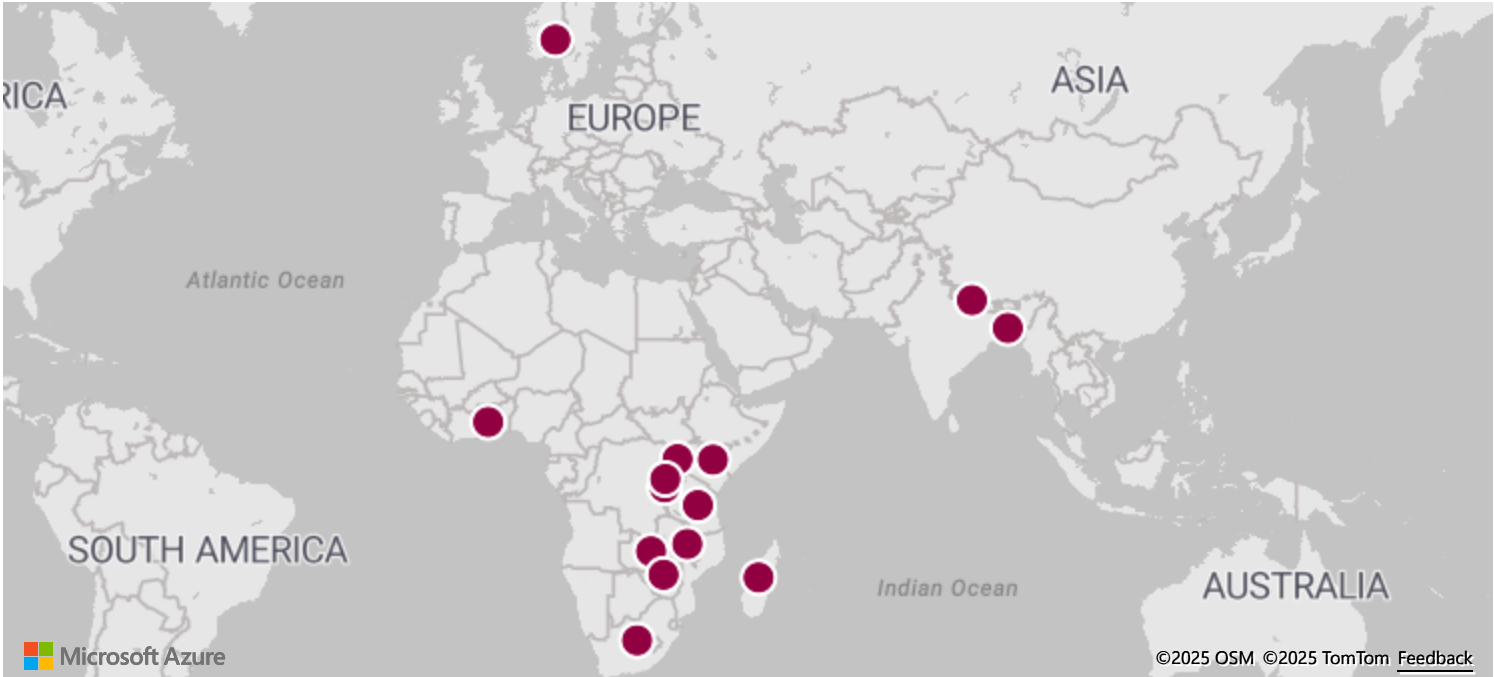 RICA
ASIA
EUROPE
Atlantic Ocean
SOUTH AMERICA
Indian Ocean
AUSTRALIA
Microsoft Azure
©2025 OSM ©2025 TomTom Feedback